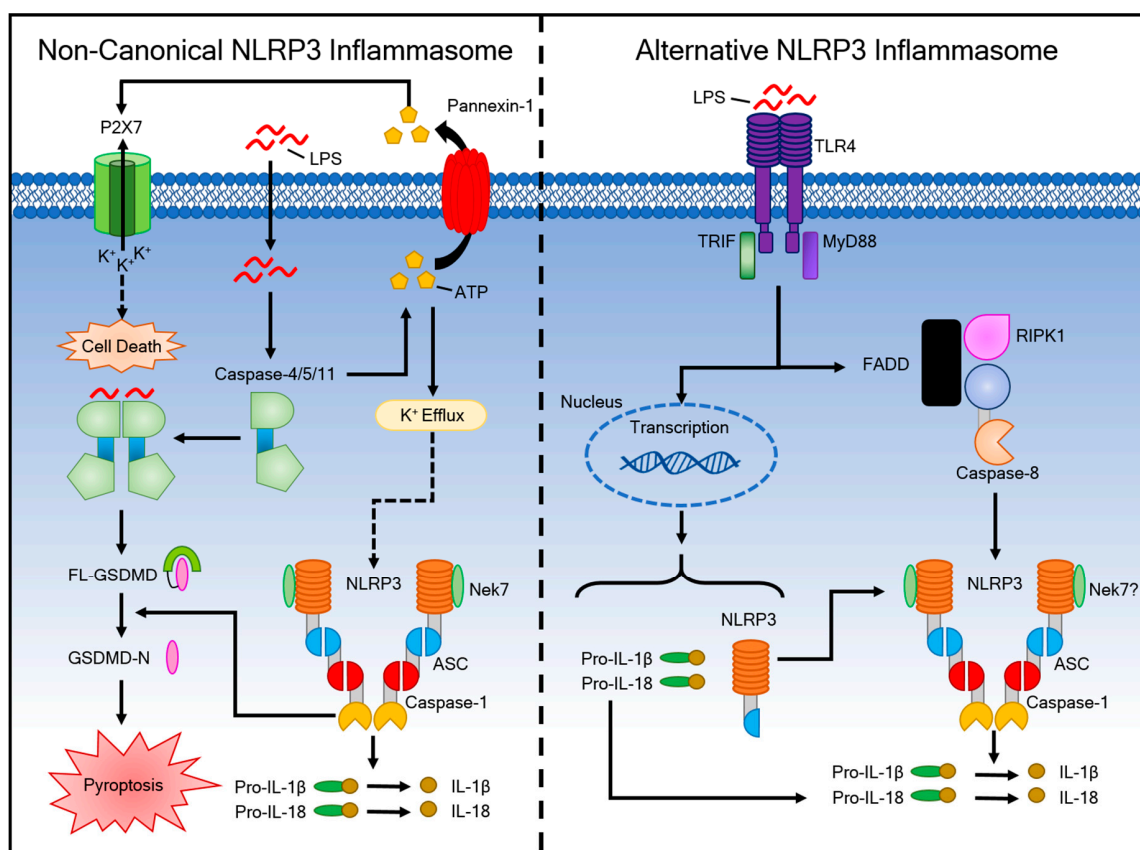 Non-Canonical NLRP3 Inflammasome
Pannexin-1
P2X7
LPS
K⁺
K⁺
K⁺
ATP
Cell Death
Caspase-4/5/11
K⁺ Efflux
FL-GSDMD
NLRP3
Nek7
GSDMD-N
ASC
Caspase-1
Pyroptosis
Pro-IL-1β
IL-1β
Pro-IL-18
IL-18
Alternative NLRP3 Inflammasome
LPS
TLR4
TRIF
MyD88
RIPK1
FADD
Nucleus
Transcription
Caspase-8
NLRP3
Pro-IL-1β
Pro-IL-18
NLRP3
Nek7?
ASC
Caspase-1
Pro-IL-1β
IL-1β
Pro-IL-18
IL-18